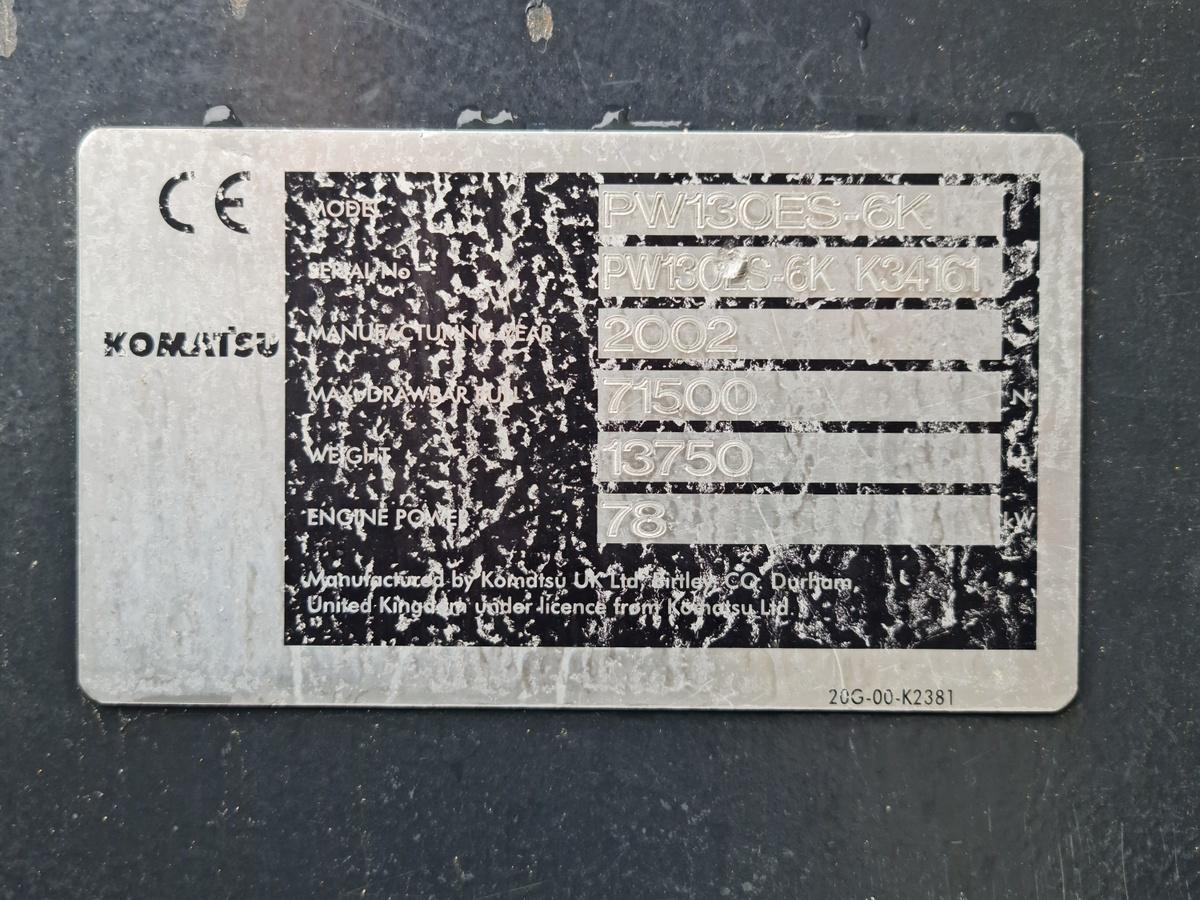 CE
KOMATSU
MODEL PW130ES-6K
SERIAL No PW130ES-6K K34161
MANUFACTURING YEAR 2002
MAX. DRAWBAR PULL 71500 N
WEIGHT 13750 kg
ENGINE POWER 78 kW
Manufactured by Komatsu UK Ltd, Birtley, CO. Durham,
United Kingdom under licence from Komatsu Ltd.
20G-00-K2381